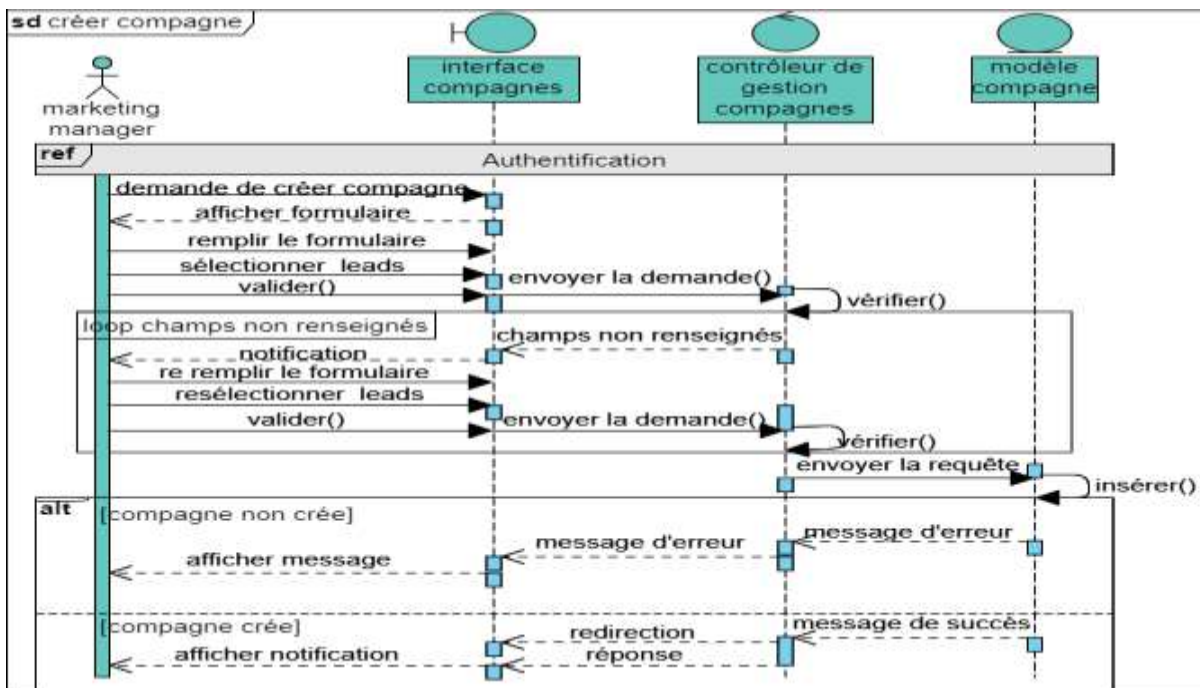 sd créer compagne
interface
compagnes
contrôleur de
gestion
compagnes
modèle
compagne
marketing
manager
ref
Authentification
demande de créer compagne
afficher formulaire
remplir le formulaire
sélectionner leads
envoyer la demande()
valider()
vérifier()
loop champs non renseignés
champs non renseignés
notification
re remplir le formulaire
resélectionner leads
valider()
envoyer la demande()
vérifier()
envoyer la requête
insérer()
alt
[compagne non crée]
message d'erreur
message d'erreur
afficher message
[compagne crée]
message de succès
redirection
afficher notification
réponse